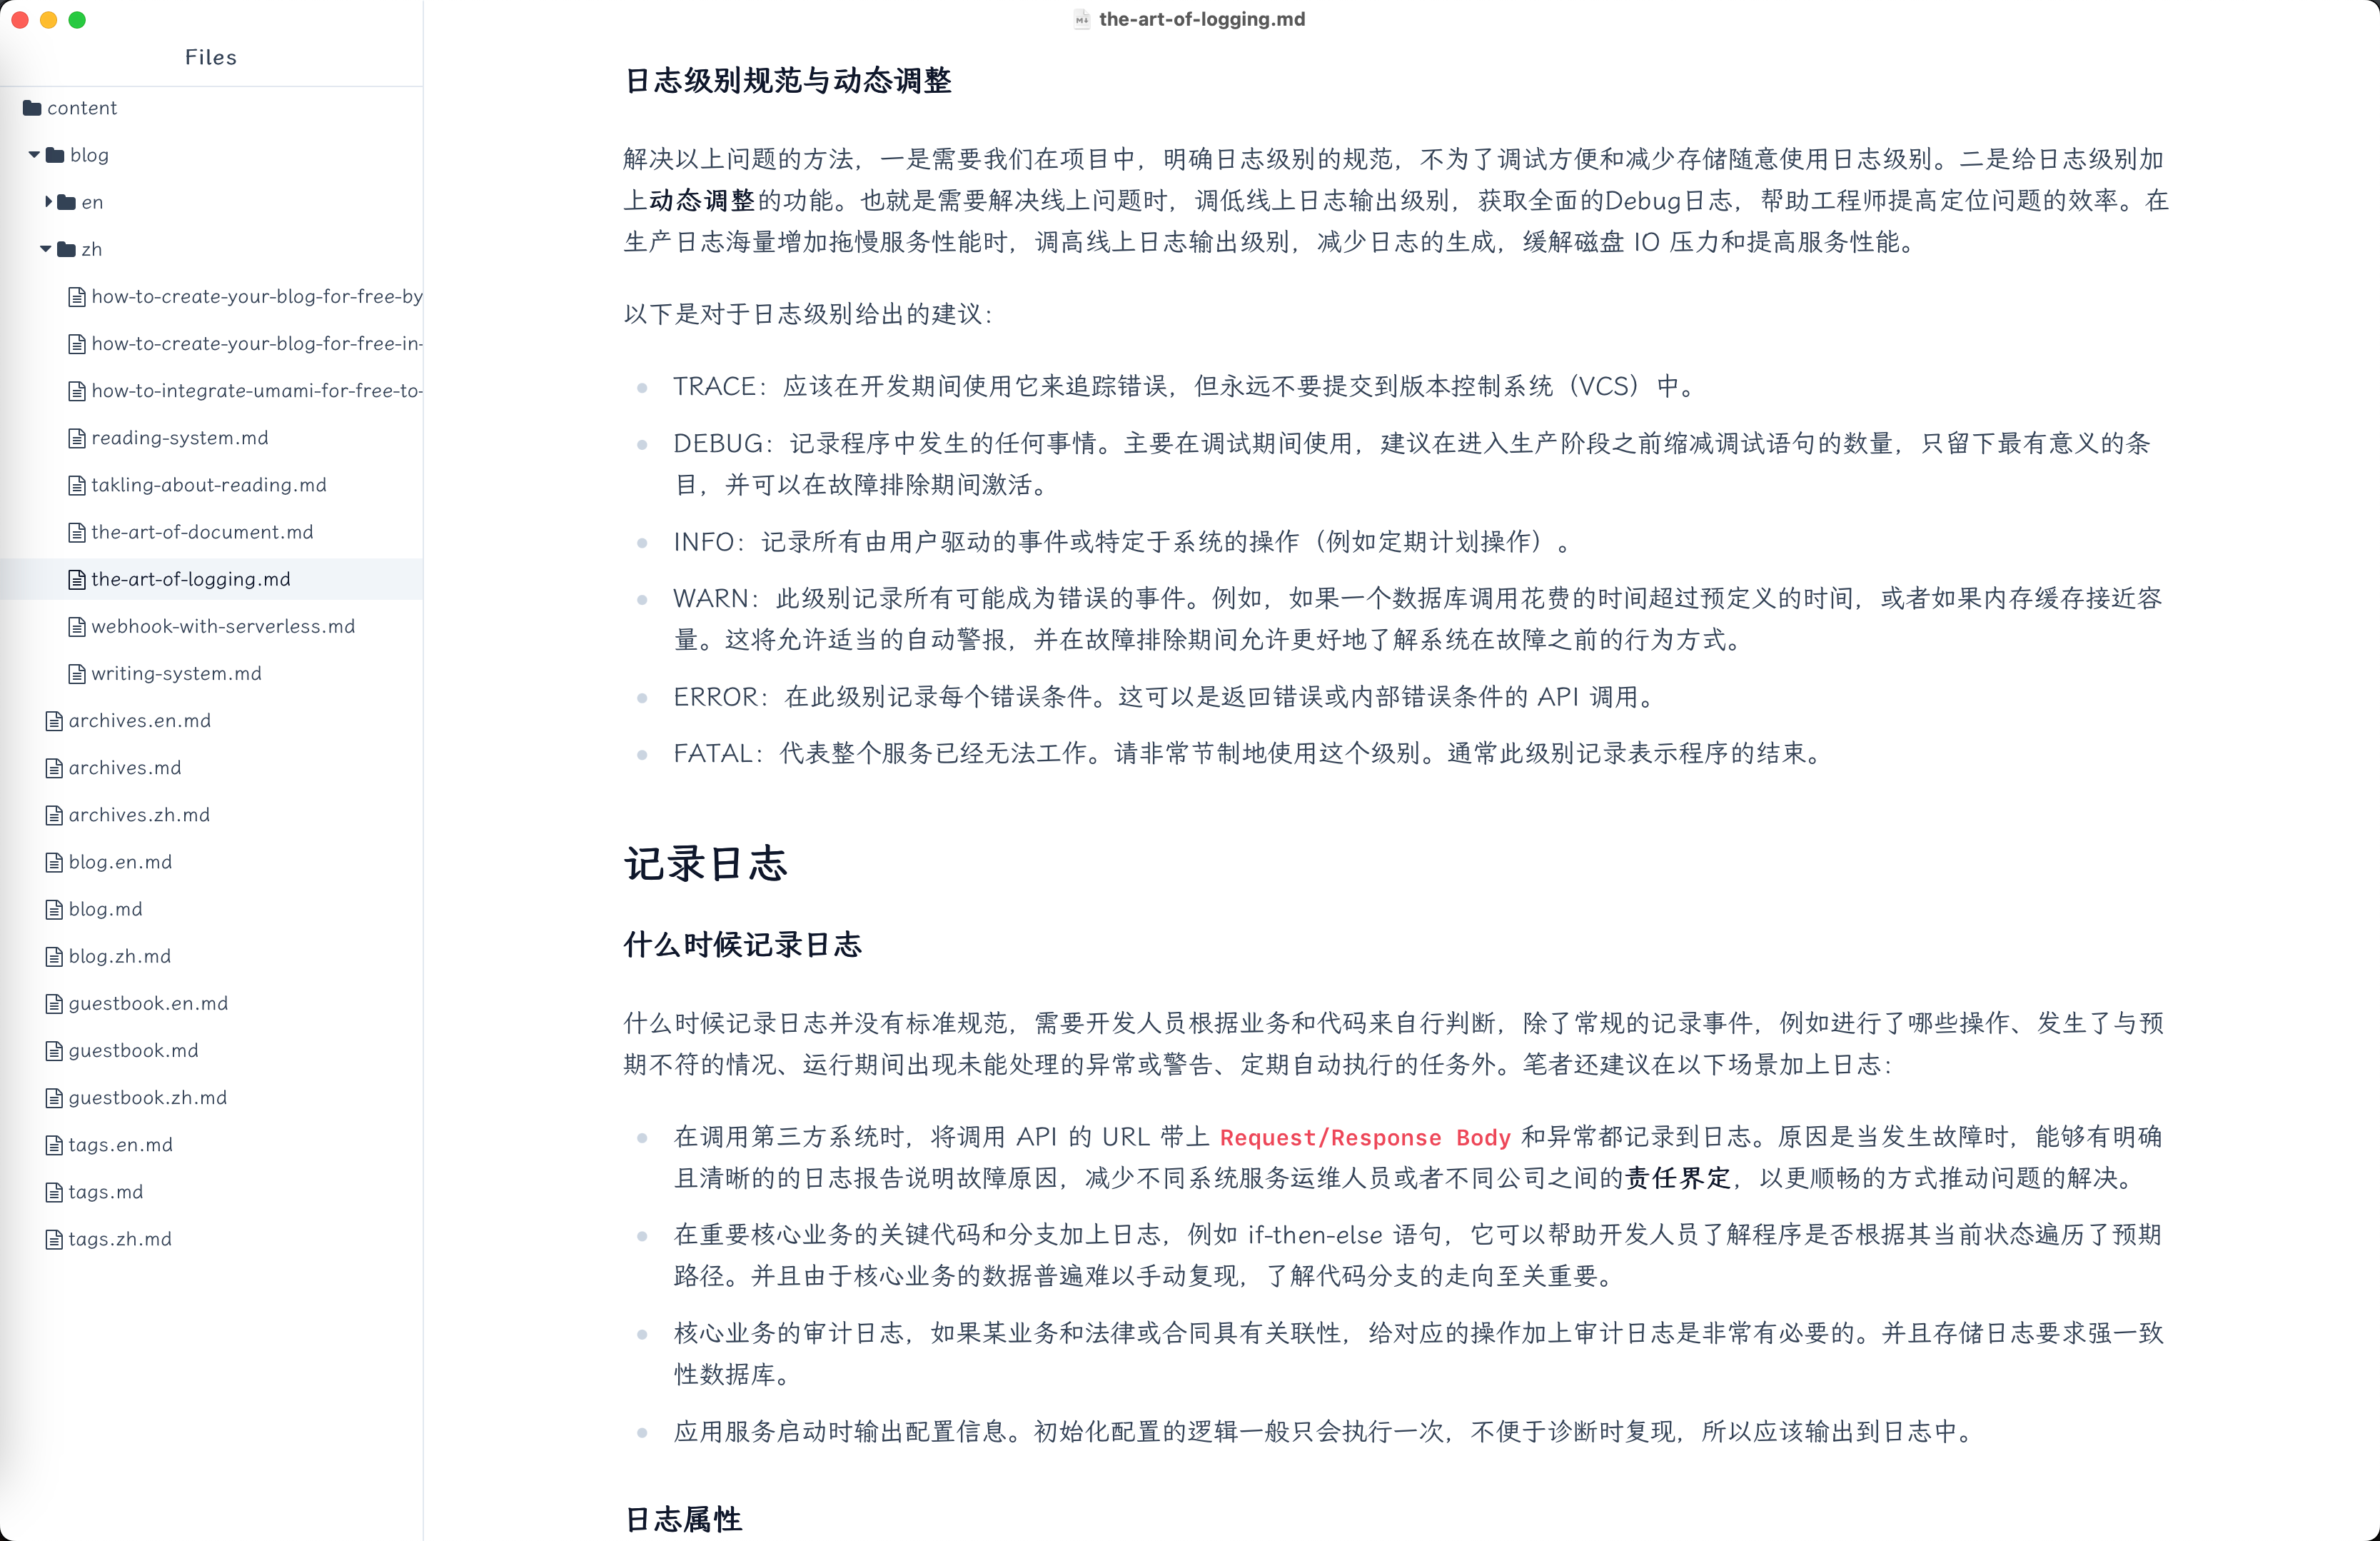 the-art-of-logging.md
Files
content
blog
en
zh
how-to-create-your-blog-for-free-by
how-to-create-your-blog-for-free-in-
how-to-integrate-umami-for-free-to-
reading-system.md
takling-about-reading.md
the-art-of-document.md
the-art-of-logging.md
webhook-with-serverless.md
writing-system.md
archives.en.md
archives.md
archives.zh.md
blog.en.md
blog.md
blog.zh.md
guestbook.en.md
guestbook.md
guestbook.zh.md
tags.en.md
tags.md
tags.zh.md
日志级别规范与动态调整
解决以上问题的方法，一是需要我们在项目中，明确日志级别的规范，不为了调试方便和减少存储随意使用日志级别。二是给日志级别加
上动态调整的功能。也就是需要解决线上问题时，调低线上日志输出级别，获取全面的Debug日志，帮助工程师提高定位问题的效率。在
生产日志海量增加拖慢服务性能时，调高线上日志输出级别，减少日志的生成，缓解磁盘 IO 压力和提高服务性能。
以下是对于日志级别给出的建议：
TRACE：应该在开发期间使用它来追踪错误，但永远不要提交到版本控制系统（VCS）中。
DEBUG：记录程序中发生的任何事情。主要在调试期间使用，建议在进入生产阶段之前缩减调试语句的数量，只留下最有意义的条
目，并可以在故障排除期间激活。
INFO：记录所有由用户驱动的事件或特定于系统的操作（例如定期计划操作）。
WARN：此级别记录所有可能成为错误的事件。例如，如果一个数据库调用花费的时间超过预定义的时间，或者如果内存缓存接近容
量。这将允许适当的自动警报，并在故障排除期间允许更好地了解系统在故障之前的行为方式。
ERROR：在此级别记录每个错误条件。这可以是返回错误或内部错误条件的 API 调用。
FATAL：代表整个服务已经无法工作。请非常节制地使用这个级别。通常此级别记录表示程序的结束。
记录日志
什么时候记录日志
什么时候记录日志并没有标准规范，需要开发人员根据业务和代码来自行判断，除了常规的记录事件，例如进行了哪些操作、发生了与预
期不符的情况、运行期间出现未能处理的异常或警告、定期自动执行的任务外。笔者还建议在以下场景加上日志：
在调用第三方系统时，将调用 API 的 URL 带上 Request/Response Body 和异常都记录到日志。原因是当发生故障时，能够有明确
且清晰的的日志报告说明故障原因，减少不同系统服务运维人员或者不同公司之间的责任界定，以更顺畅的方式推动问题的解决。
在重要核心业务的关键代码和分支加上日志，例如 if-then-else 语句，它可以帮助开发人员了解程序是否根据其当前状态遍历了预期
路径。并且由于核心业务的数据普遍难以手动复现，了解代码分支的走向至关重要。
核心业务的审计日志，如果某业务和法律或合同具有关联性，给对应的操作加上审计日志是非常有必要的。并且存储日志要求强一致
性数据库。
应用服务启动时输出配置信息。初始化配置的逻辑一般只会执行一次，不便于诊断时复现，所以应该输出到日志中。
日志属性